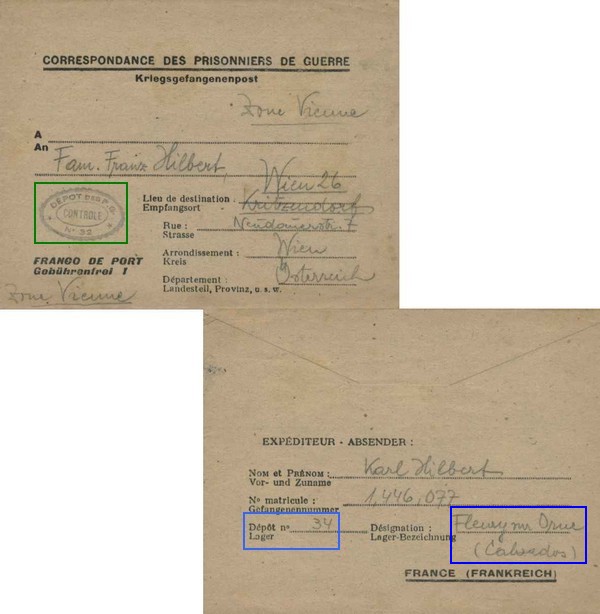 CORRESPONDANCE DES PRISONNIERS DE GUERRE
Kriegsgefangenenpost
Zone Vienne
A
An Fam. Franz Hilbert,
Wien 26
Lieu de destination : Kritzendorf
Empfangsort
DÉPOT DES P.G.
CONTROLE
N° 32
Rue :
Strasse
Arrondissement : Wien
Kreis
FRANCO DE PORT
Gebührenfrei !
Département : Österreich
Landesteil, Provinz, u. s. w.
Zone Vienne
EXPÉDITEUR - ABSENDER :
NOM et PRÉNOM : Karl Hilbert
Vor- und Zuname
N° matricule : 1,446,077
Gefangenennummer
Dépôt n° 34
Lager
Désignation : Fleury sur Orne
Lager-Bezeichnung (Calvados)
FRANCE (FRANKREICH)